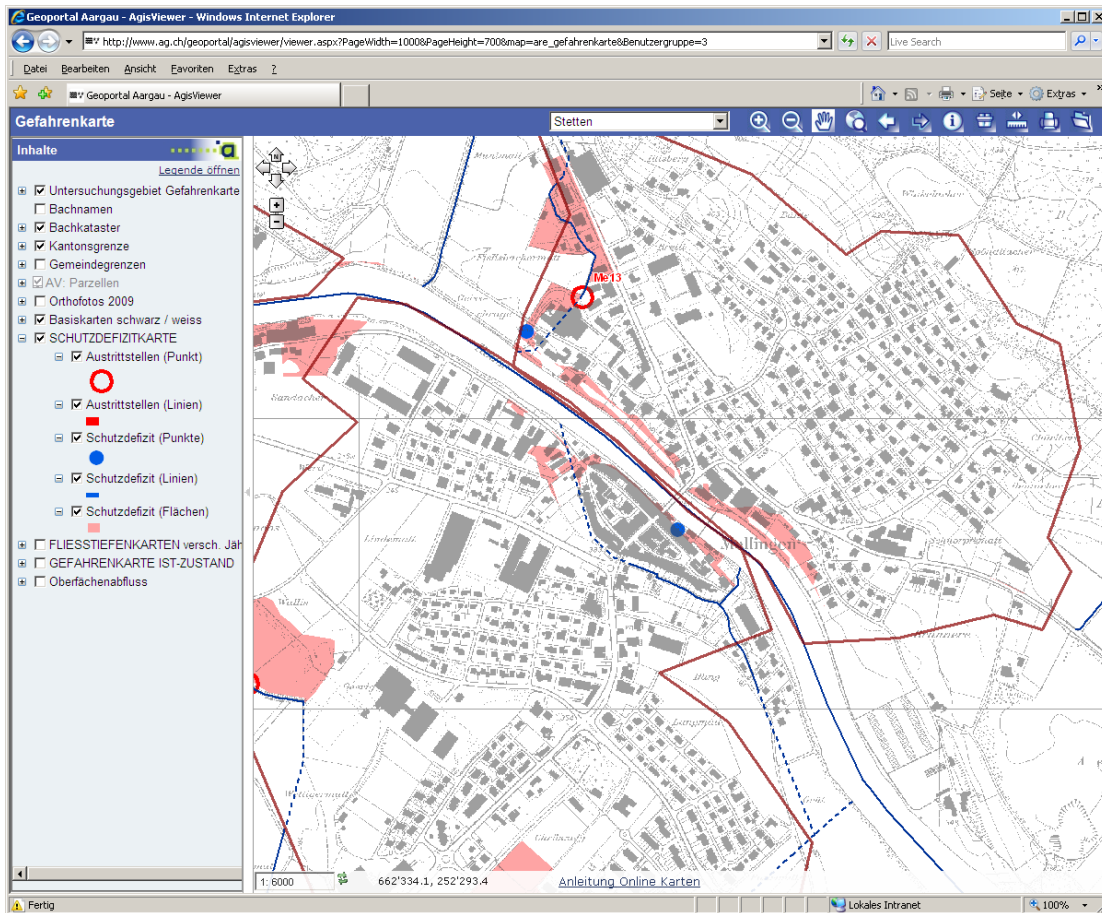 Geoportal Aargau - AgisViewer - Windows Internet Explorer
http://www.ag.ch/geoportal/agisviewer/viewer.aspx?PageWidth=1000&PageHeight=700&map=are_gefahrenkarte&Benutzergruppe=3
Live Search
Datei Bearbeiten Ansicht Favoriten Extras ?
Geoportal Aargau - AgisViewer
Seite Extras
Gefahrenkarte
Stetten
Inhalte
Legende öffnen
Untersuchungsgebiet Gefahrenkarte
Bachnamen
Bachkataster
Kantonsgrenze
Gemeindegrenzen
AV: Parzellen
Orthofotos 2009
Basiskarten schwarz / weiss
SCHUTZDEFIZITKARTE
Austrittstellen (Punkt)
Austrittstellen (Linien)
Schutzdefizit (Punkte)
Schutzdefizit (Linien)
Schutzdefizit (Flächen)
FLIESSTIEFENKARTEN versch. Jäh
GEFAHRENKARTE IST-ZUSTAND
Oberfächenabfluss
N
Me13
Lindematt
Wallin
Langmatt
1: 6000
662'334.1, 252'293.4
Anleitung Online Karten
Fertig
Lokales Intranet
100%